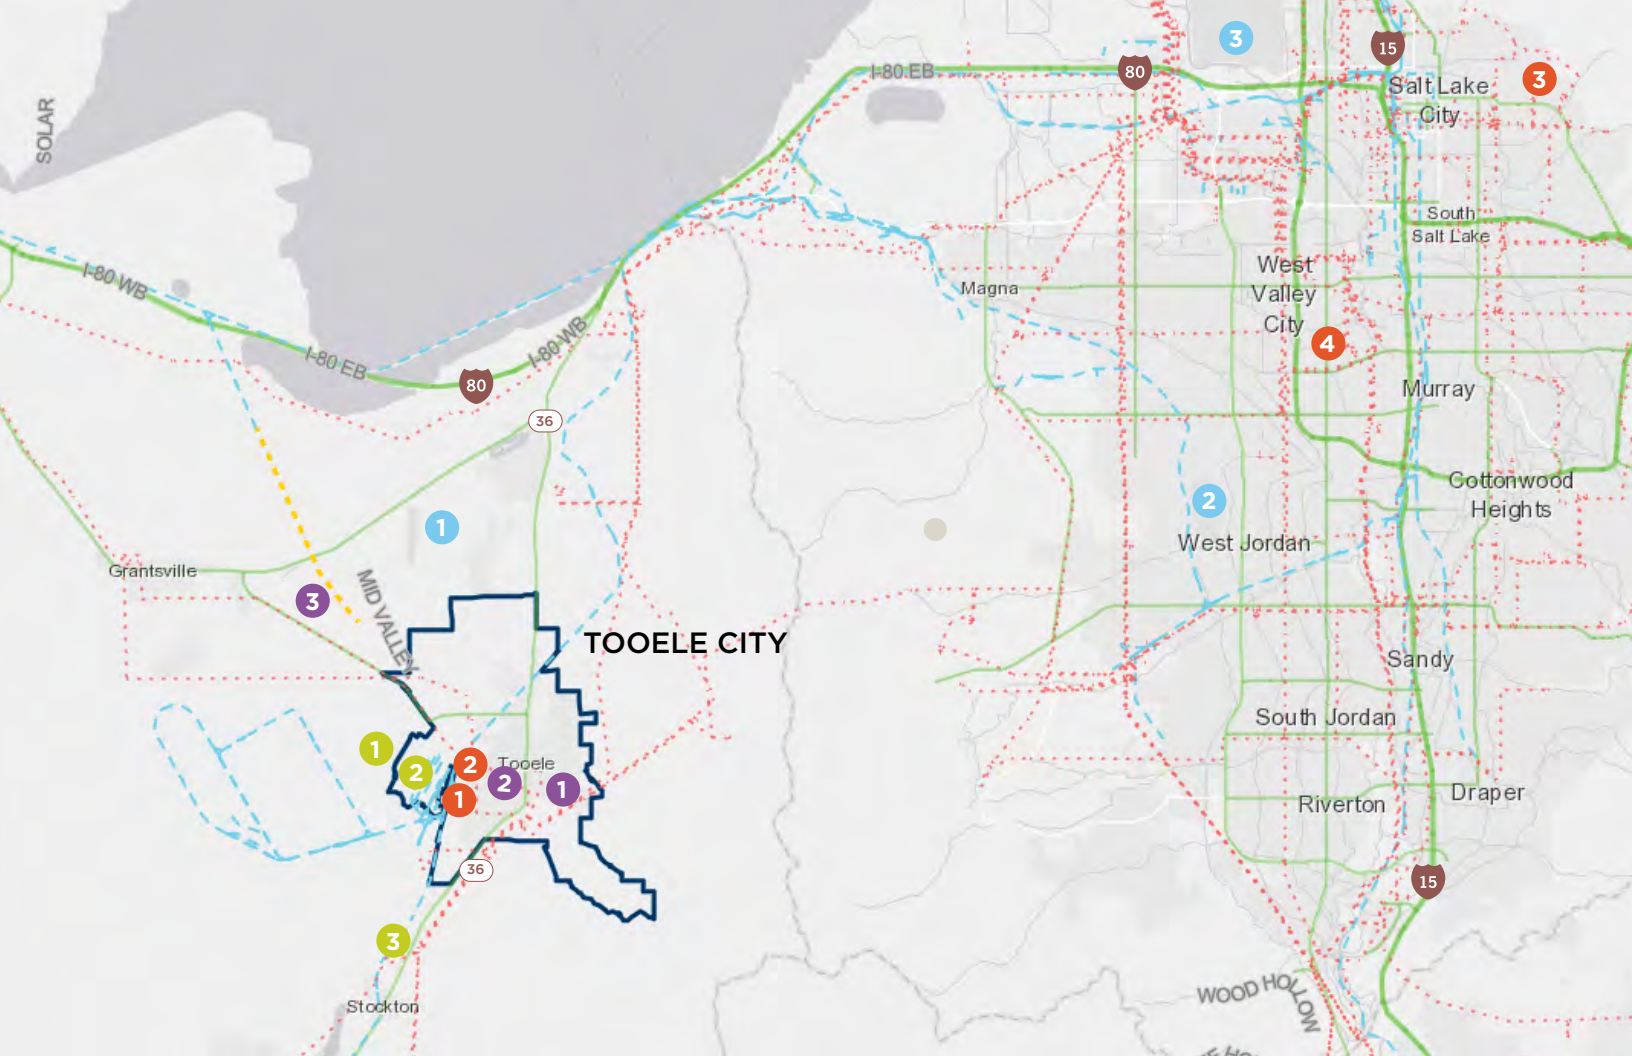 SOLAR
I-80 EB
80
3
15
3
Salt Lake
City
South
Salt Lake
I-80 WB
West
Valley
City
Magna
4
I-80 EB
I-80 WB
80
Murray
36
Cottonwood
Heights
1
2
West Jordan
Grantsville
MID VALLEY
3
TOOELE CITY
Sandy
South Jordan
1
2
2
Tooele
2
1
1
Riverton
Draper
36
15
3
Stockton
WOOD HOLLOW